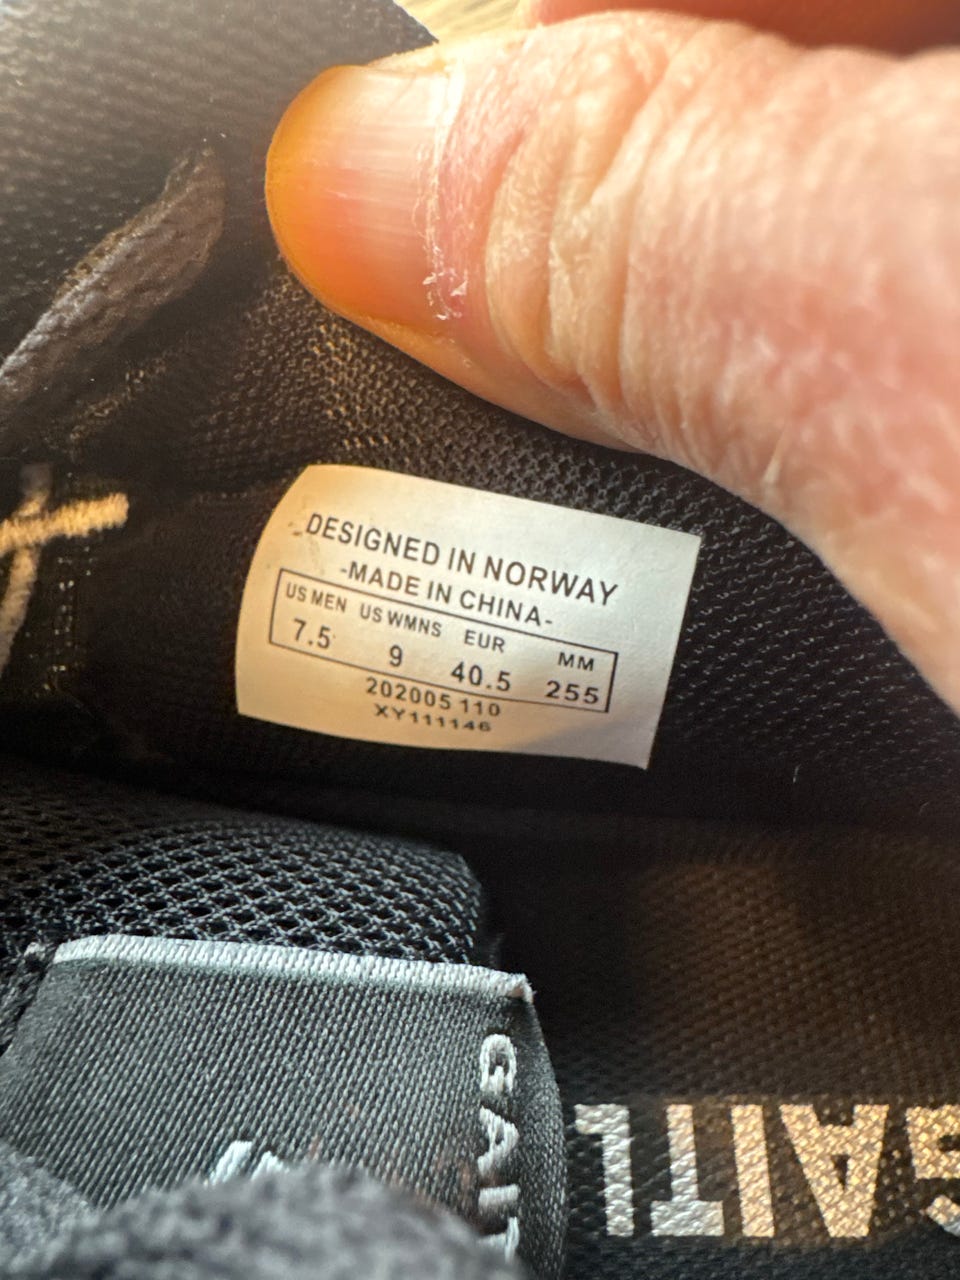 DESIGNED IN NORWAY
-MADE IN CHINA-
US MEN US WMNS EUR MM
7.5 9 40.5 255
202005 110
XY111146